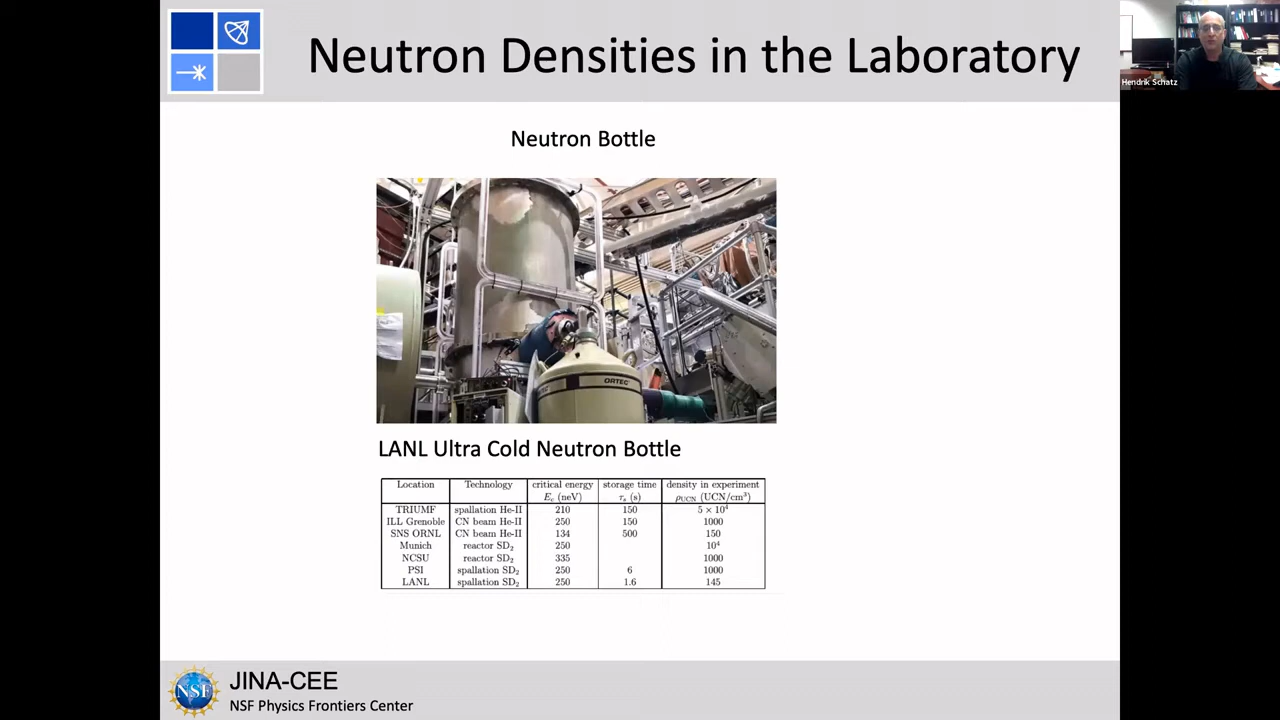 Neutron Densities in the Laboratory
Hendrik Schatz
Neutron Bottle
ORTEC
LANL Ultra Cold Neutron Bottle
Location Technology critical energy storage time density in experiment
E_c (neV) τ_s (s) ρ_UCN (UCN/cm³)
TRIUMF spallation He-II 210 150 5 × 10⁴
ILL Grenoble CN beam He-II 250 150 1000
SNS ORNL CN beam He-II 134 500 150
Munich reactor SD₂ 250 10⁴
NCSU reactor SD₂ 335 1000
PSI spallation SD₂ 250 6 1000
LANL spallation SD₂ 250 1.6 145
NSF
JINA-CEE
NSF Physics Frontiers Center